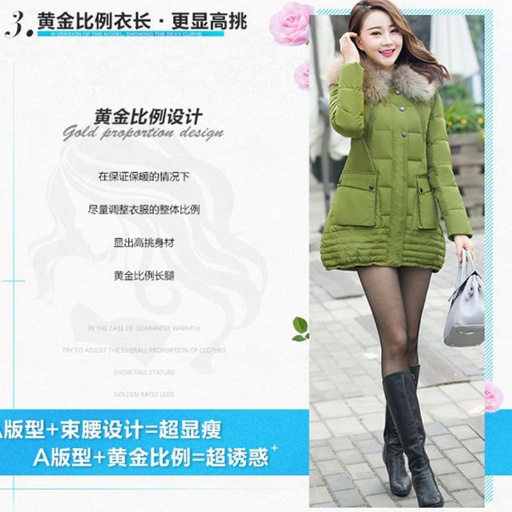 3.黄金比例衣长·更显高挑
黄金比例设计
Gold proportion design
在保证保暖的情况下
尽量调整衣服的整体比例
显出高挑身材
黄金比例长腿
IN THE CASE OF GUARANTEE WARMTH
TRY TO ADJUST THE OVERALL PROPORTION OF CLOTHES
SHOW TALL STATURE
GOLDEN RATIO LEGS
A版型+束腰设计=超显瘦
A版型+黄金比例=超诱惑+